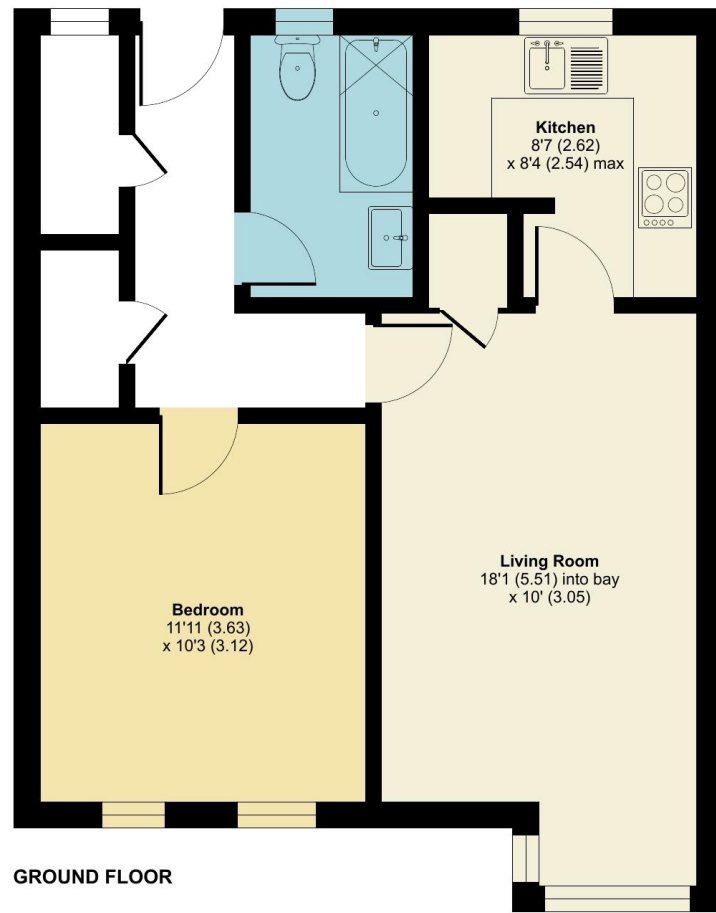 Kitchen
8'7 (2.62)
x 8'4 (2.54) max
Living Room
18'1 (5.51) into bay
x 10' (3.05)
Bedroom
11'11 (3.63)
x 10'3 (3.12)
GROUND FLOOR